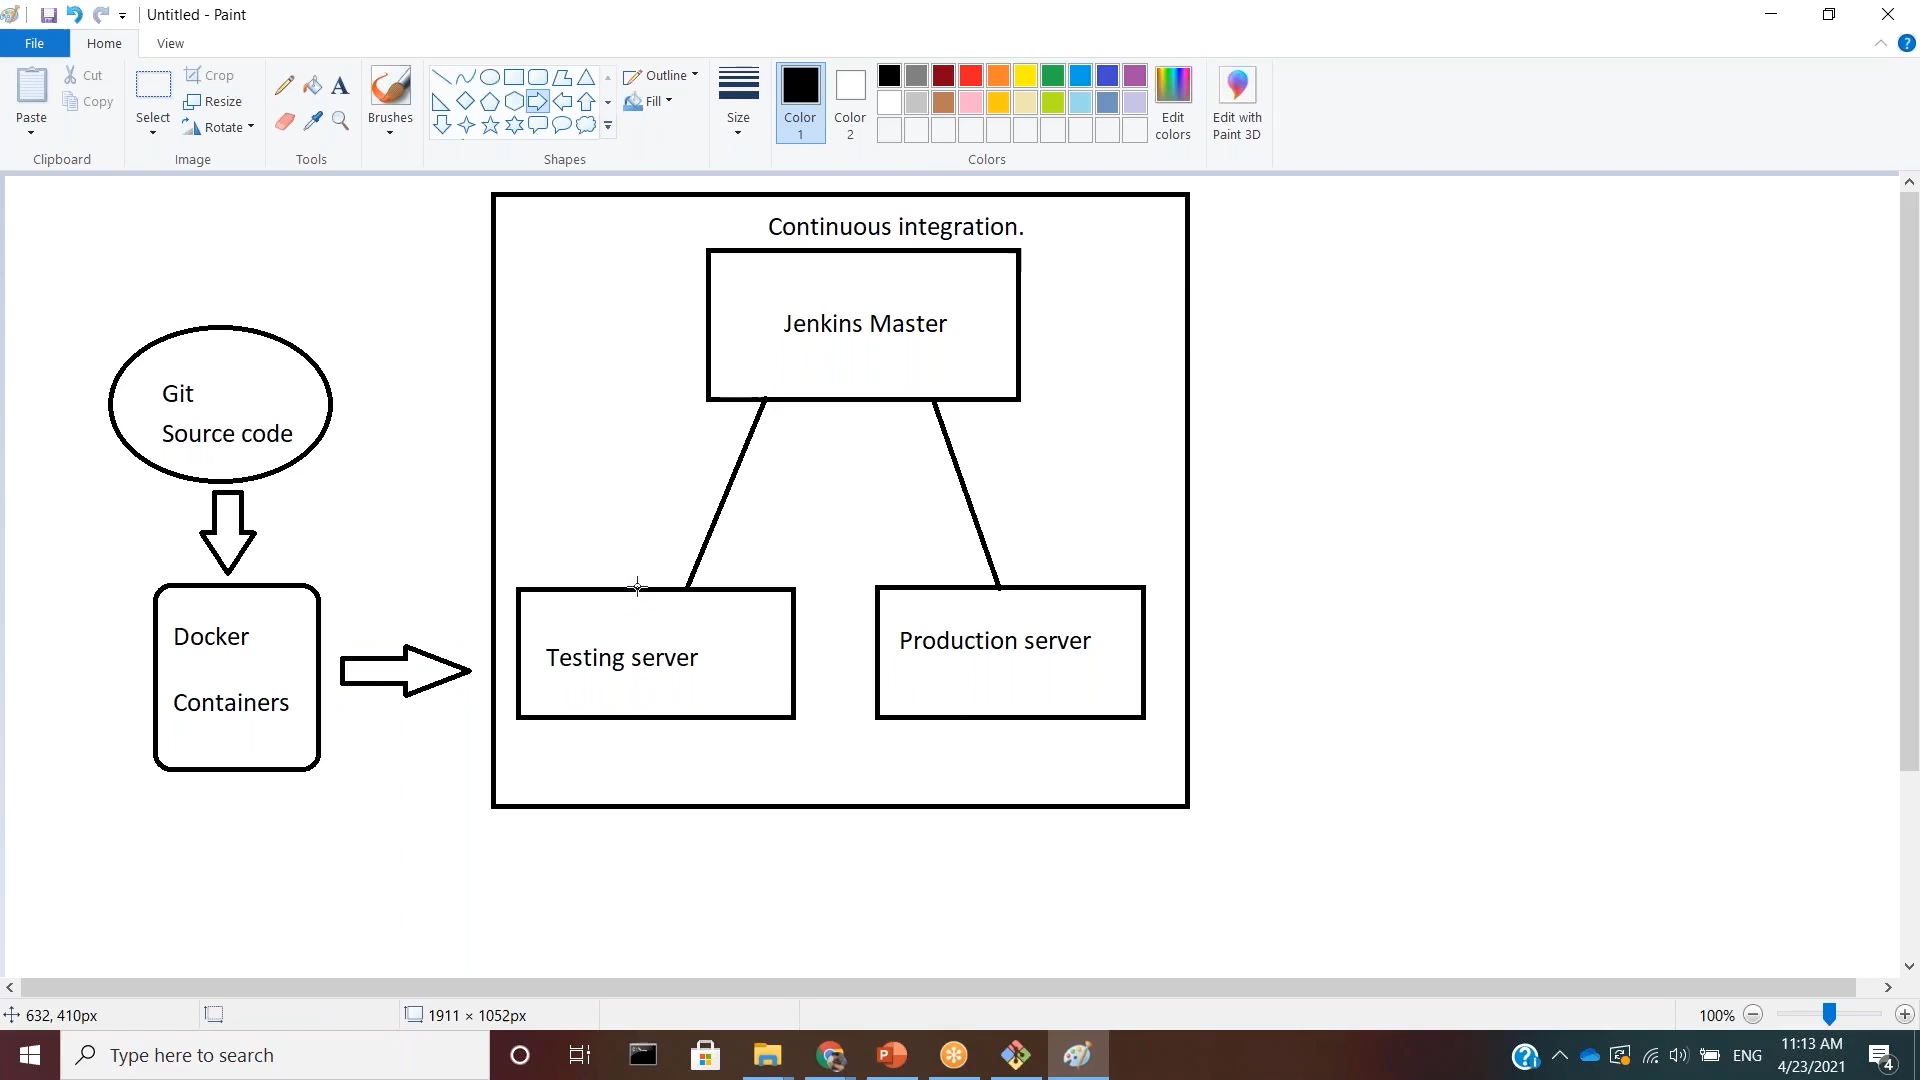 Untitled - Paint
File
Home
View
Paste
Cut
Copy
Clipboard
Select
Crop
Resize
Rotate
Image
Tools
Brushes
Outline
Fill
Shapes
Size
Color
1
Color
2
Edit
colors
Colors
Edit with
Paint 3D
Continuous integration.
Jenkins Master
Git
Source code
Docker
Containers
Testing server
Production server
632, 410px
1911 × 1052px
100%
Type here to search
ENG
11:13 AM
4/23/2021
4